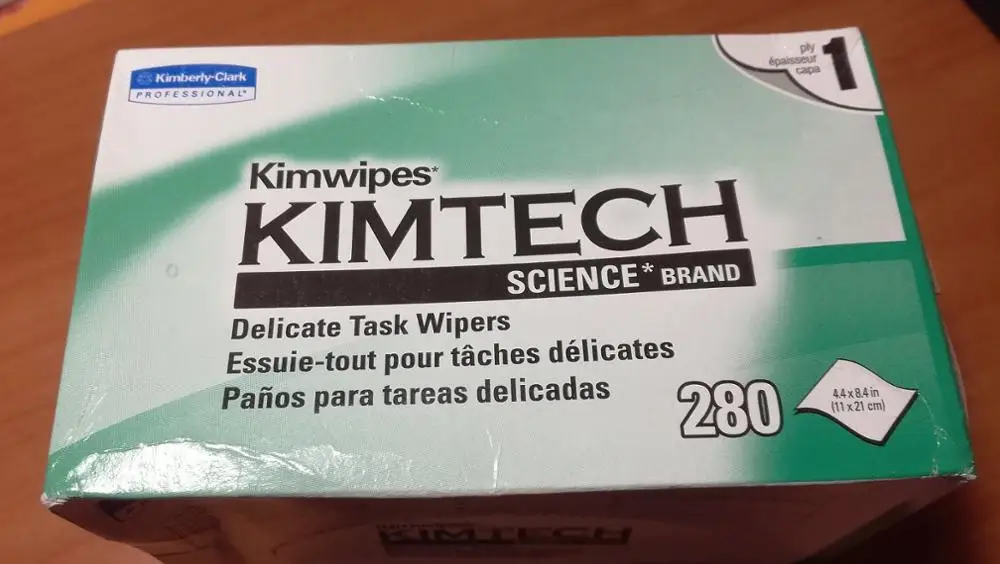 Kimberly-Clark
PROFESSIONAL*
ply
épaisseur
capa
1
Kimwipes*
KIMTECH
SCIENCE* BRAND
Delicate Task Wipers
Essuie-tout pour tâches délicates
Paños para tareas delicadas
280
4.4 x 8.4 in
(11 x 21 cm)
Kimwipes
KIMTECH